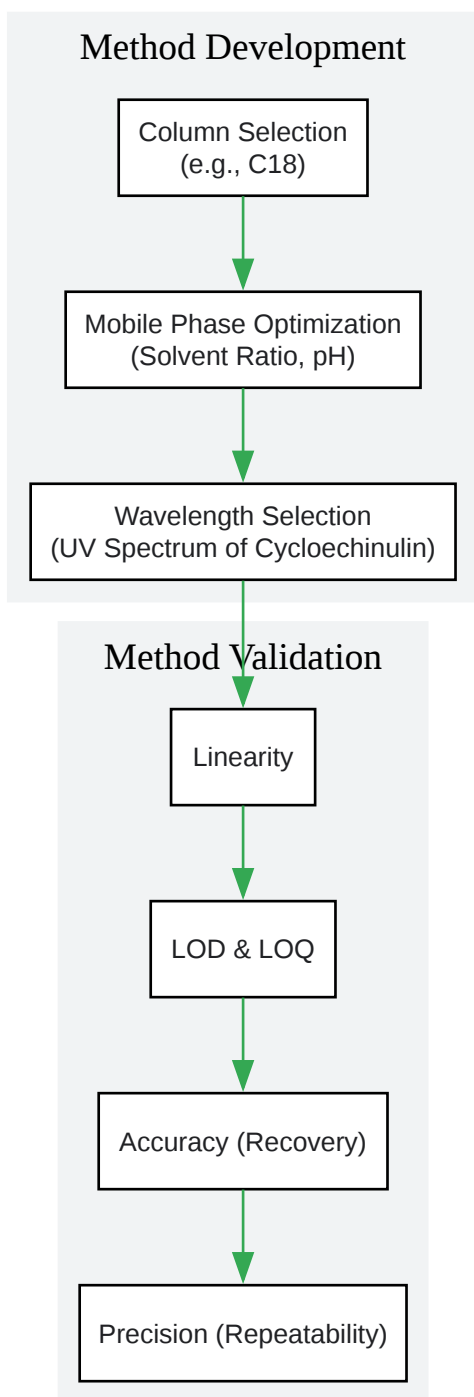 Method Development
Column Selection
(e.g., C18)
Mobile Phase Optimization
(Solvent Ratio, pH)
Wavelength Selection
(UV Spectrum of Cycloechinulin)
Method Validation
Linearity
LOD & LOQ
Accuracy (Recovery)
Precision (Repeatability)